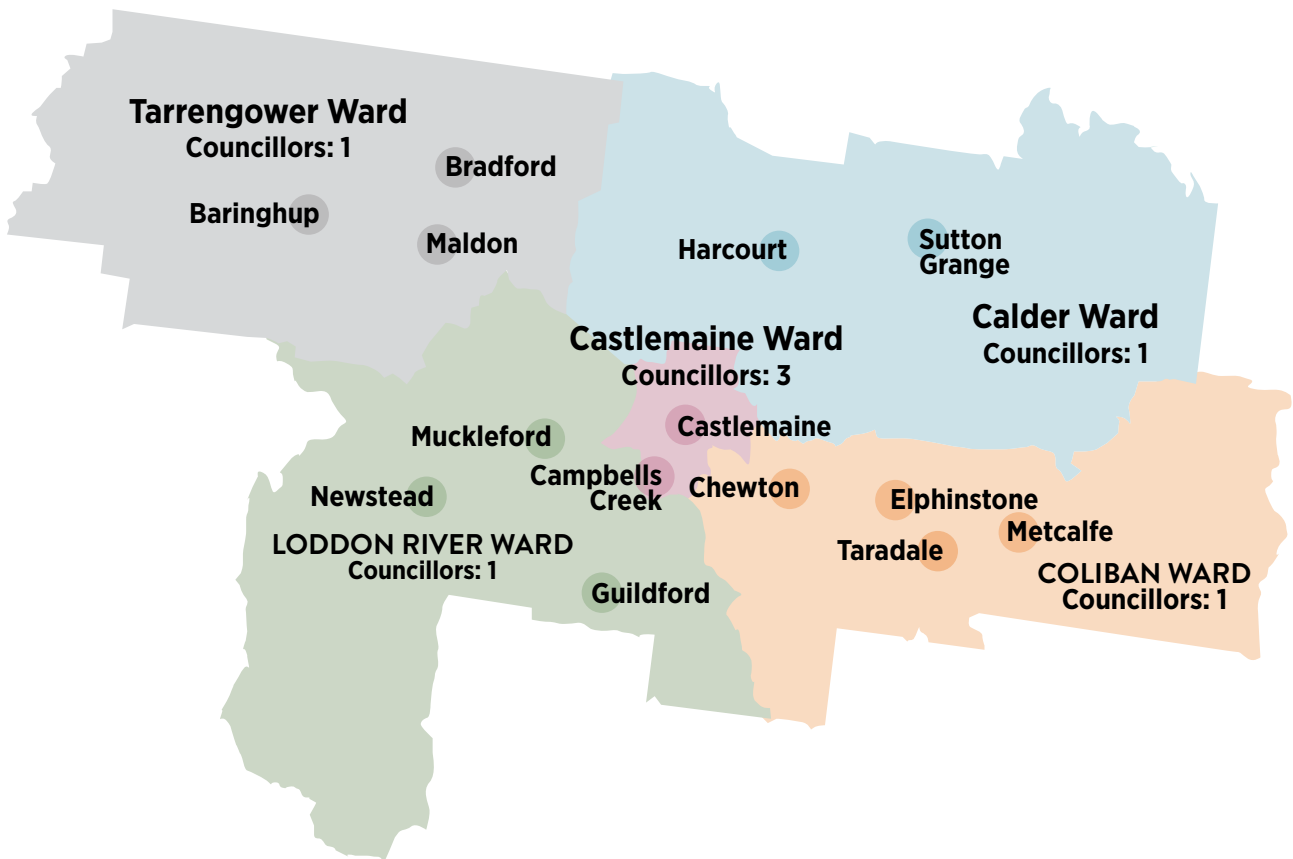 Tarrengower Ward
Councillors: 1
Bradford
Baringhup
Maldon
Harcourt
Sutton
Grange
Calder Ward
Councillors: 1
Castlemaine Ward
Councillors: 3
Castlemaine
Muckleford
Campbells
Creek
Chewton
Newstead
Elphinstone
Metcalfe
Taradale
LODDON RIVER WARD
Councillors: 1
Guildford
COLIBAN WARD
Councillors: 1